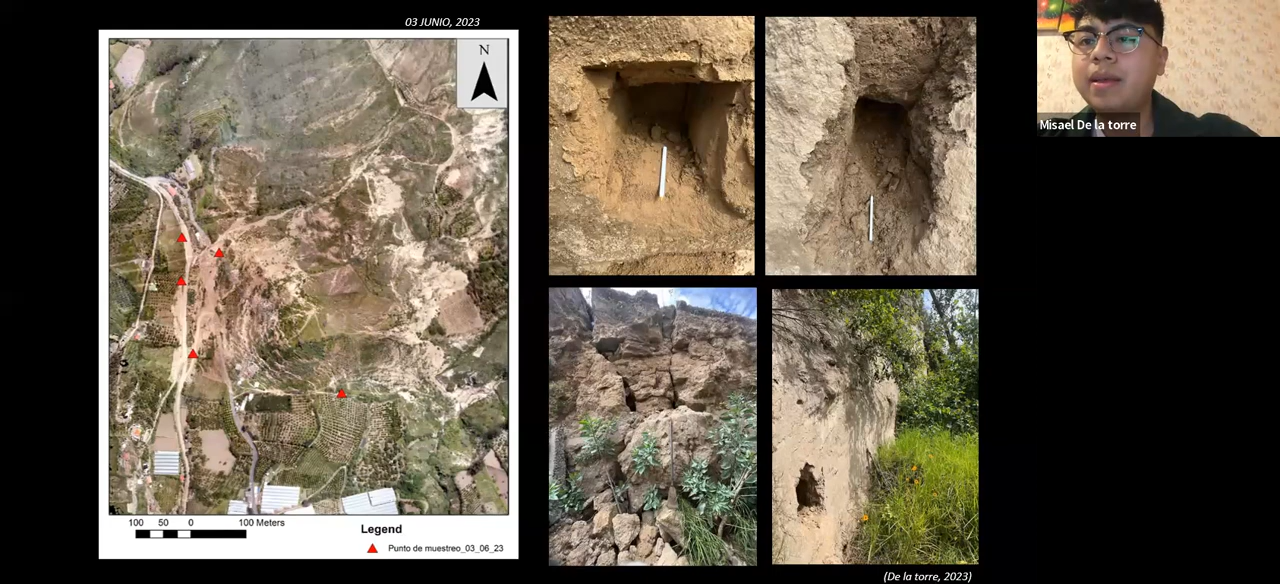 03 JUNIO, 2023
N
100 50 0 100 Meters
Legend
Punto de muestreo_03_06_23
(De la torre, 2023)
Misael De la torre